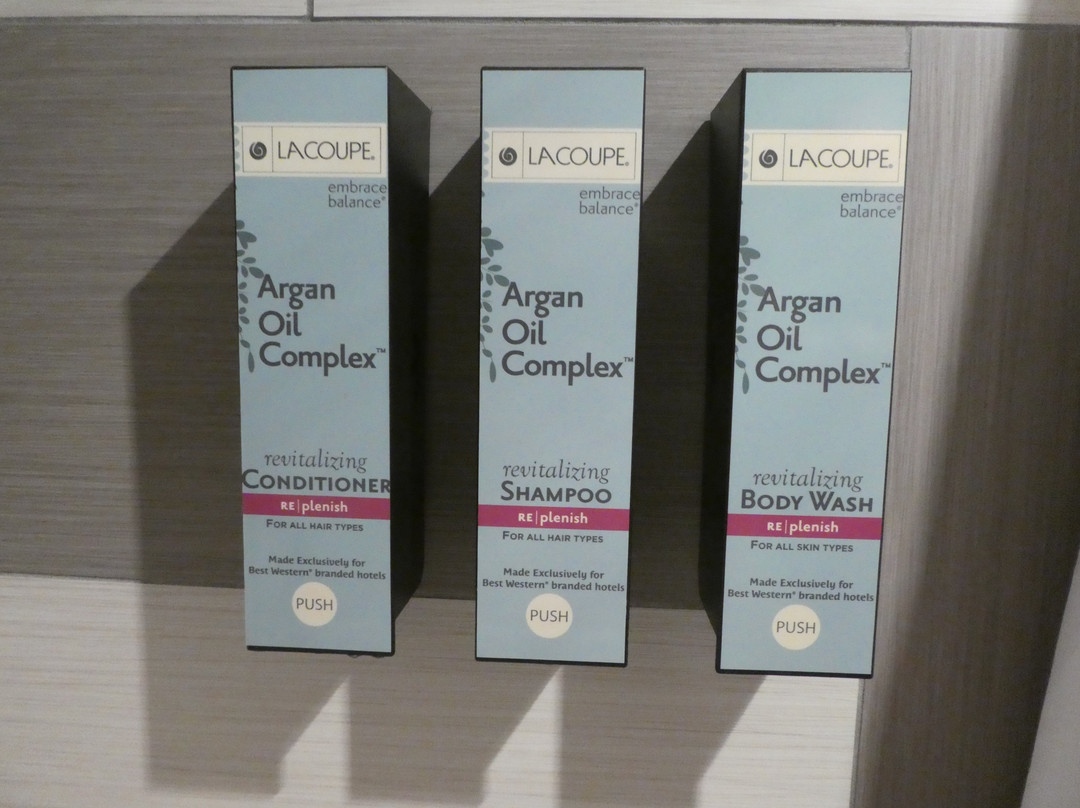 LACOUPE®
embrace
balance®
Argan
Oil
Complex™
revitalizing
CONDITIONER
RE|plenish
FOR ALL HAIR TYPES
Made Exclusively for
Best Western® branded hotels
PUSH
LACOUPE®
embrace
balance®
Argan
Oil
Complex™
revitalizing
SHAMPOO
RE|plenish
FOR ALL HAIR TYPES
Made Exclusively for
Best Western® branded hotels
PUSH
LACOUPE®
embrace
balance®
Argan
Oil
Complex™
revitalizing
BODY WASH
RE|plenish
FOR ALL SKIN TYPES
Made Exclusively for
Best Western® branded hotels
PUSH